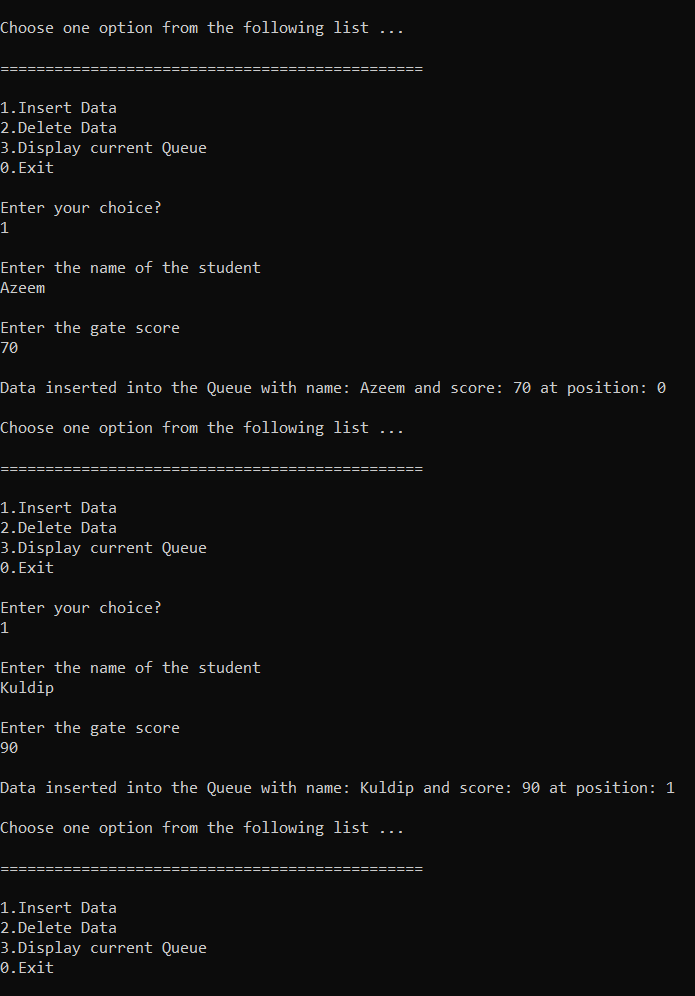 Choose one option from the following list ...
===============================================
1.Insert Data
2.Delete Data
3.Display current Queue
0.Exit
Enter your choice?
1
Enter the name of the student
Azeem
Enter the gate score
70
Data inserted into the Queue with name: Azeem and score: 70 at position: 0
Choose one option from the following list ...
===============================================
1.Insert Data
2.Delete Data
3.Display current Queue
0.Exit
Enter your choice?
1
Enter the name of the student
Kuldip
Enter the gate score
90
Data inserted into the Queue with name: Kuldip and score: 90 at position: 1
Choose one option from the following list ...
===============================================
1.Insert Data
2.Delete Data
3.Display current Queue
0.Exit